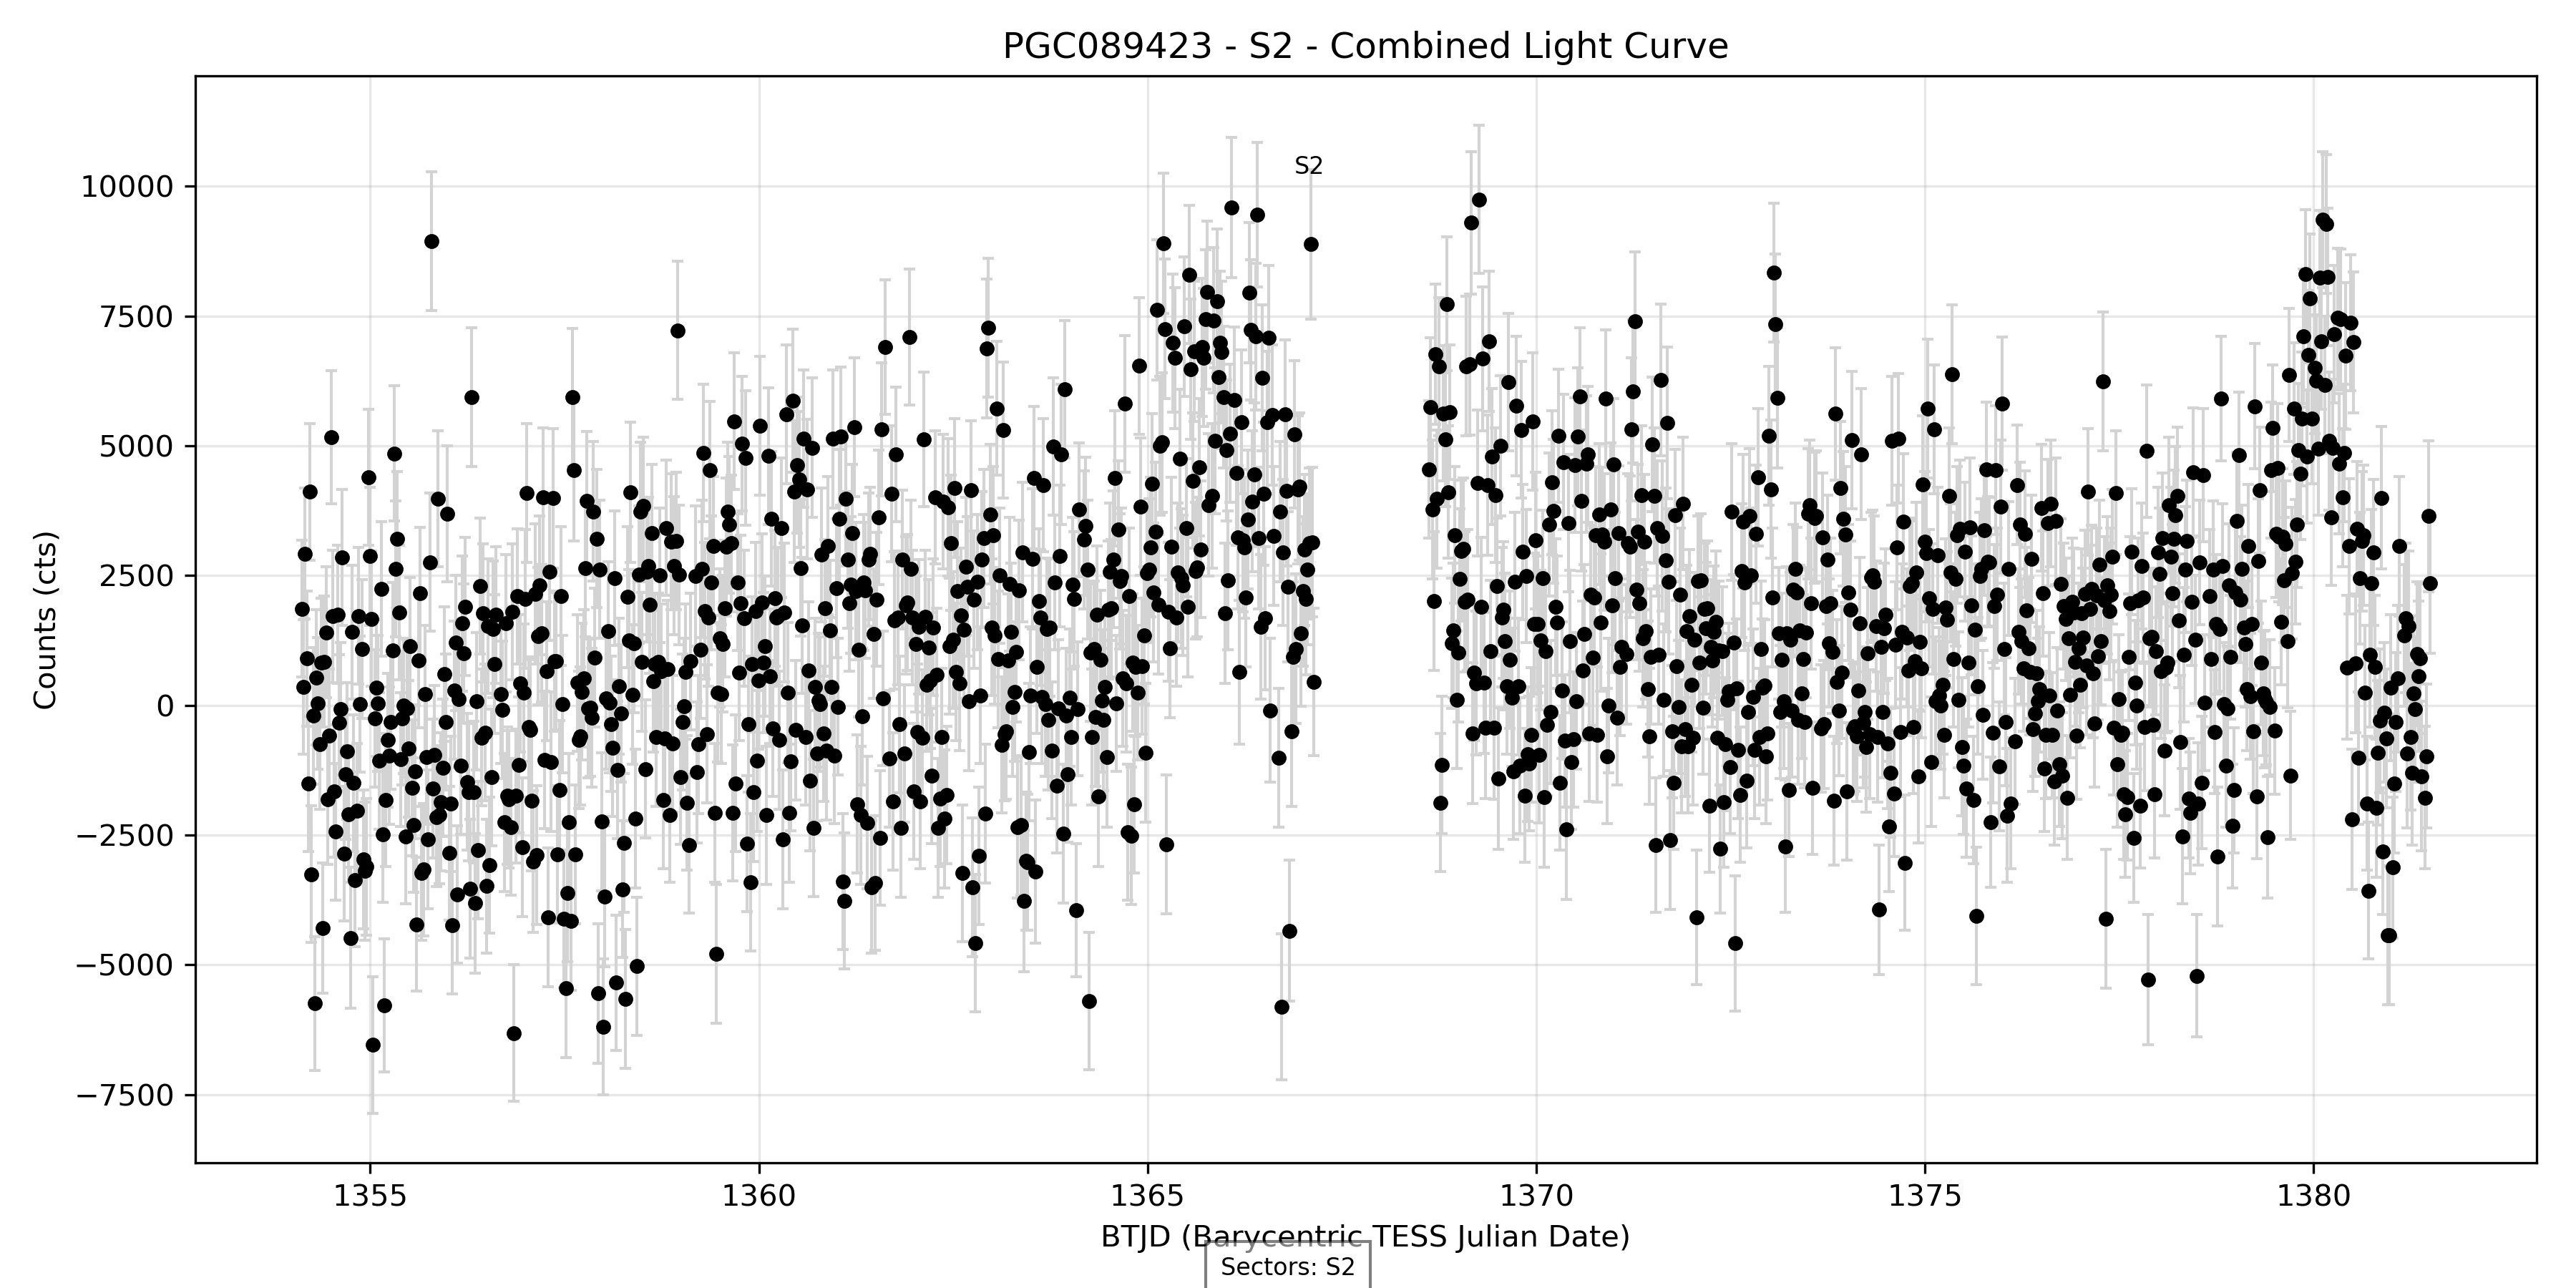 PGC089423 - S2 - Combined Light Curve
S2
10000
7500
5000
2500
0
−2500
−5000
−7500
Counts (cts)
1355 1360 1365 1370 1375 1380
BTJD (Barycentric TESS Julian Date)
Sectors: S2